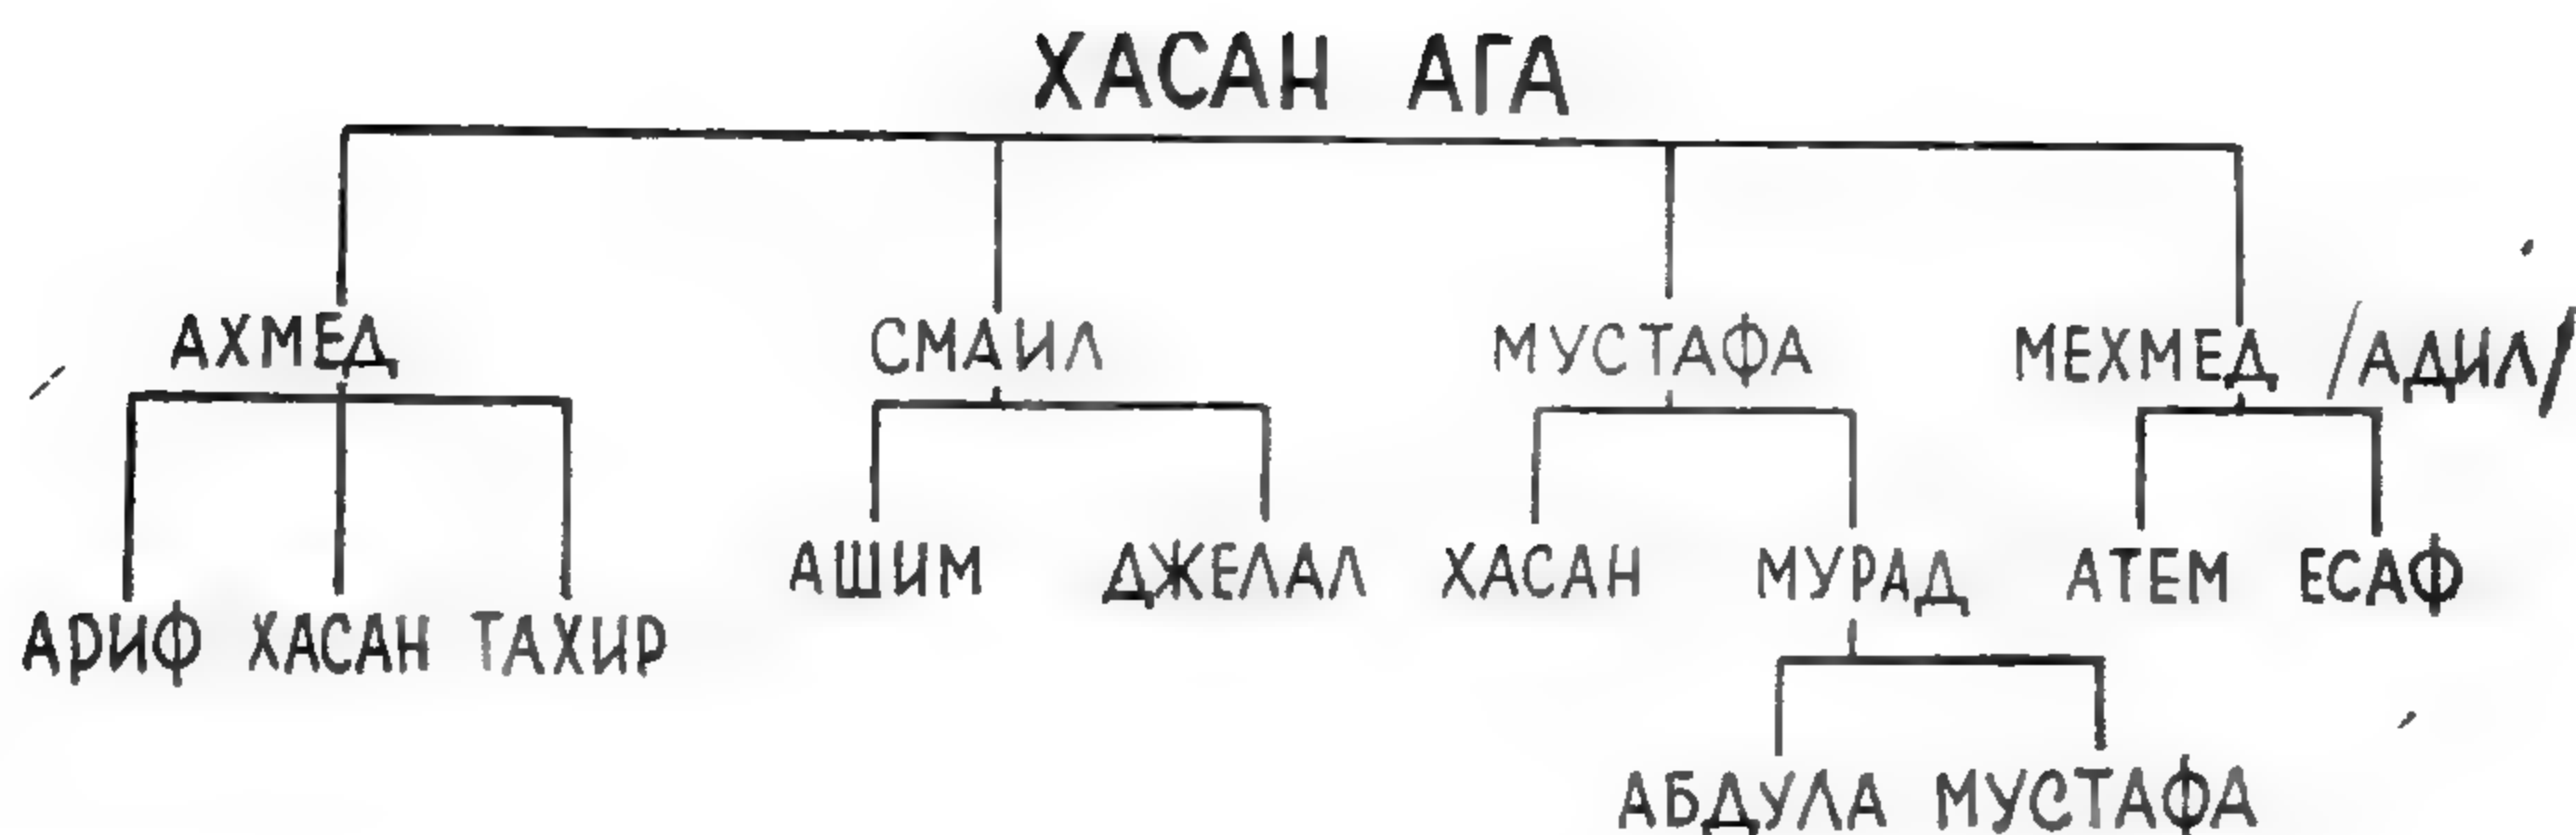 ХАСАН АГА
АХМЕД СМАИЛ МУСТАФА МЕХМЕД /АДИЛ/
АШИМ ДЖЕЛАЛ ХАСАН МУРАД АТЕМ ЕСАФ
АРИФ ХАСАН ТАХИР
АБДУЛА МУСТАФА